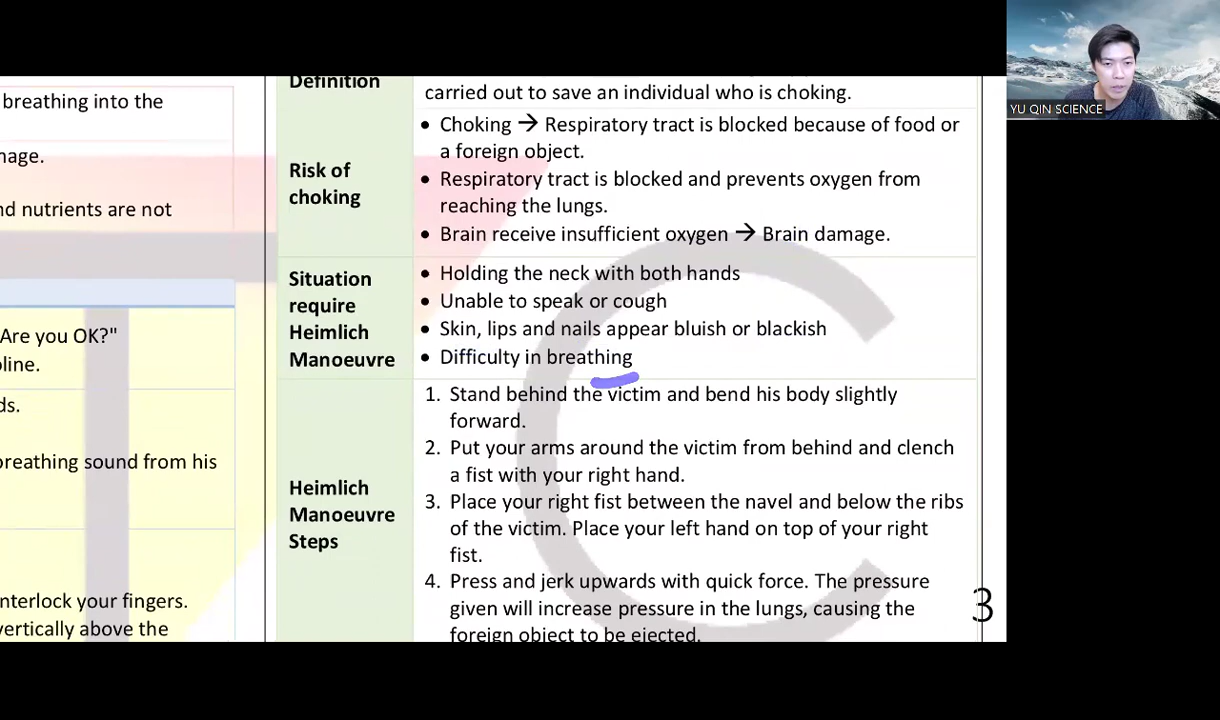 breathing into the
nage.
nd nutrients are not
Are you OK?"
oline.
ds.
breathing sound from his
nterlock your fingers.
vertically above the
Definition
carried out to save an individual who is choking.
Risk of
choking
• Choking → Respiratory tract is blocked because of food or
a foreign object.
• Respiratory tract is blocked and prevents oxygen from
reaching the lungs.
• Brain receive insufficient oxygen → Brain damage.
Situation
require
Heimlich
Manoeuvre
• Holding the neck with both hands
• Unable to speak or cough
• Skin, lips and nails appear bluish or blackish
• Difficulty in breathing
Heimlich
Manoeuvre
Steps
1. Stand behind the victim and bend his body slightly
forward.
2. Put your arms around the victim from behind and clench
a fist with your right hand.
3. Place your right fist between the navel and below the ribs
of the victim. Place your left hand on top of your right
fist.
4. Press and jerk upwards with quick force. The pressure
given will increase pressure in the lungs, causing the
foreign object to be ejected.
3
YU QIN SCIENCE